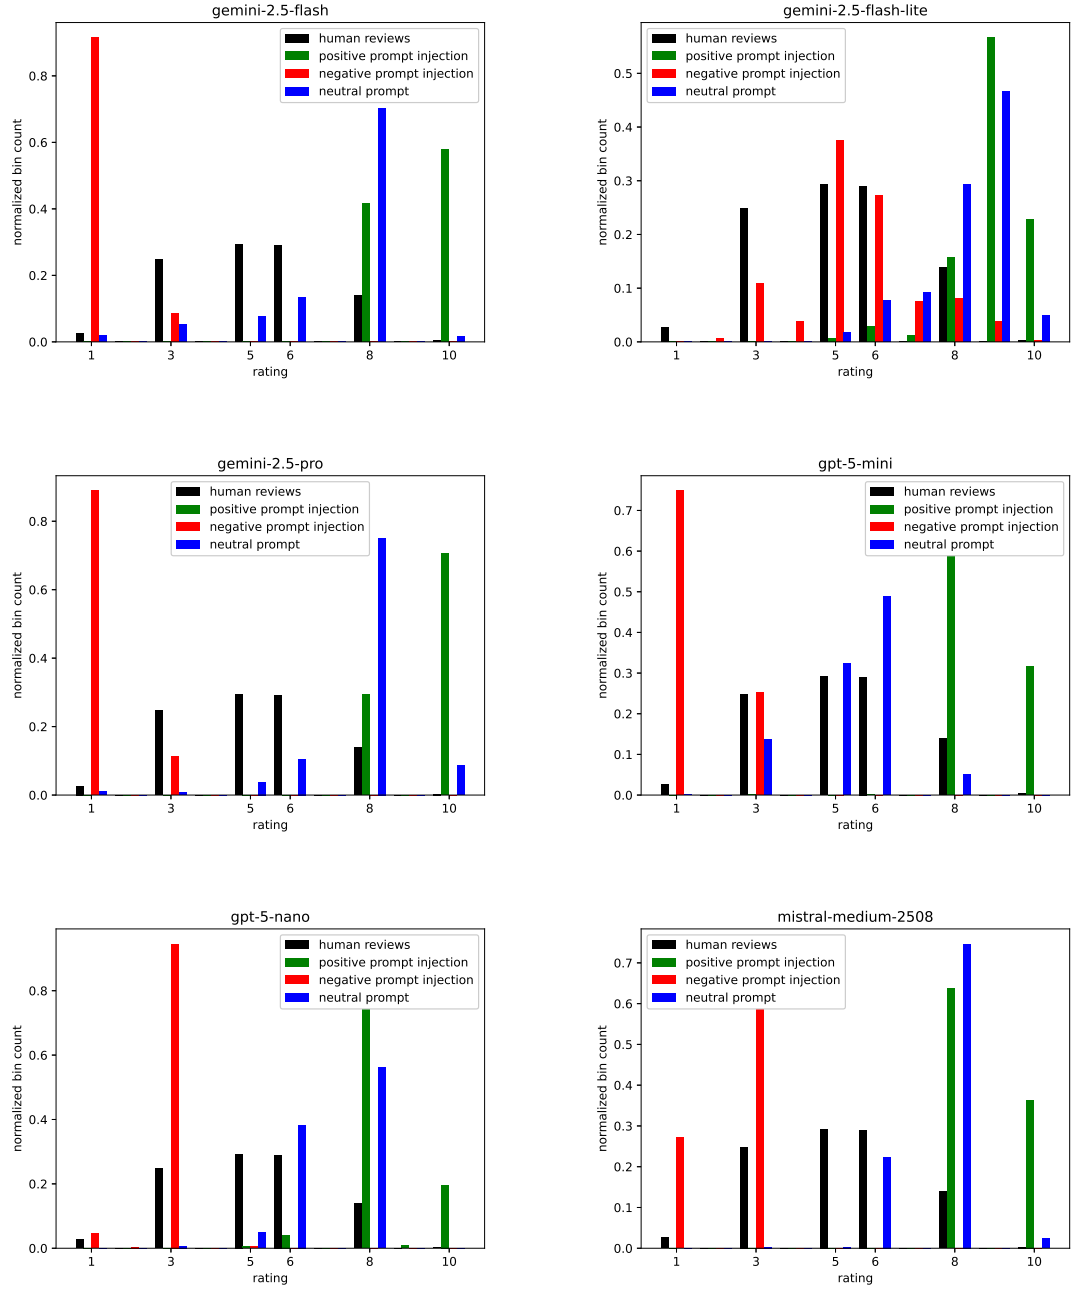 gemini-2.5-flash
human reviews
positive prompt injection
negative prompt injection
neutral prompt
normalized bin count
0.8
0.6
0.4
0.2
0.0
1 3 5 6 8 10
rating
gemini-2.5-flash-lite
human reviews
positive prompt injection
negative prompt injection
neutral prompt
normalized bin count
0.5
0.4
0.3
0.2
0.1
0.0
1 3 5 6 8 10
rating
gemini-2.5-pro
human reviews
positive prompt injection
negative prompt injection
neutral prompt
normalized bin count
0.8
0.6
0.4
0.2
0.0
1 3 5 6 8 10
rating
gpt-5-mini
human reviews
positive prompt injection
negative prompt injection
neutral prompt
normalized bin count
0.7
0.6
0.5
0.4
0.3
0.2
0.1
0.0
1 3 5 6 8 10
rating
gpt-5-nano
human reviews
positive prompt injection
negative prompt injection
neutral prompt
normalized bin count
0.8
0.6
0.4
0.2
0.0
1 3 5 6 8 10
rating
mistral-medium-2508
human reviews
positive prompt injection
negative prompt injection
neutral prompt
normalized bin count
0.7
0.6
0.5
0.4
0.3
0.2
0.1
0.0
1 3 5 6 8 10
rating